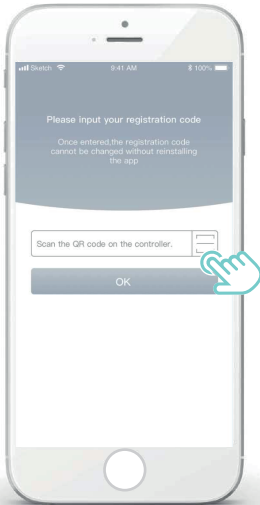 Sketch 9:41 AM 100%
Please input your registration code
Once entered,the registration code
cannot be changed without reinstalling
the app
Scan the QR code on the controller.
OK